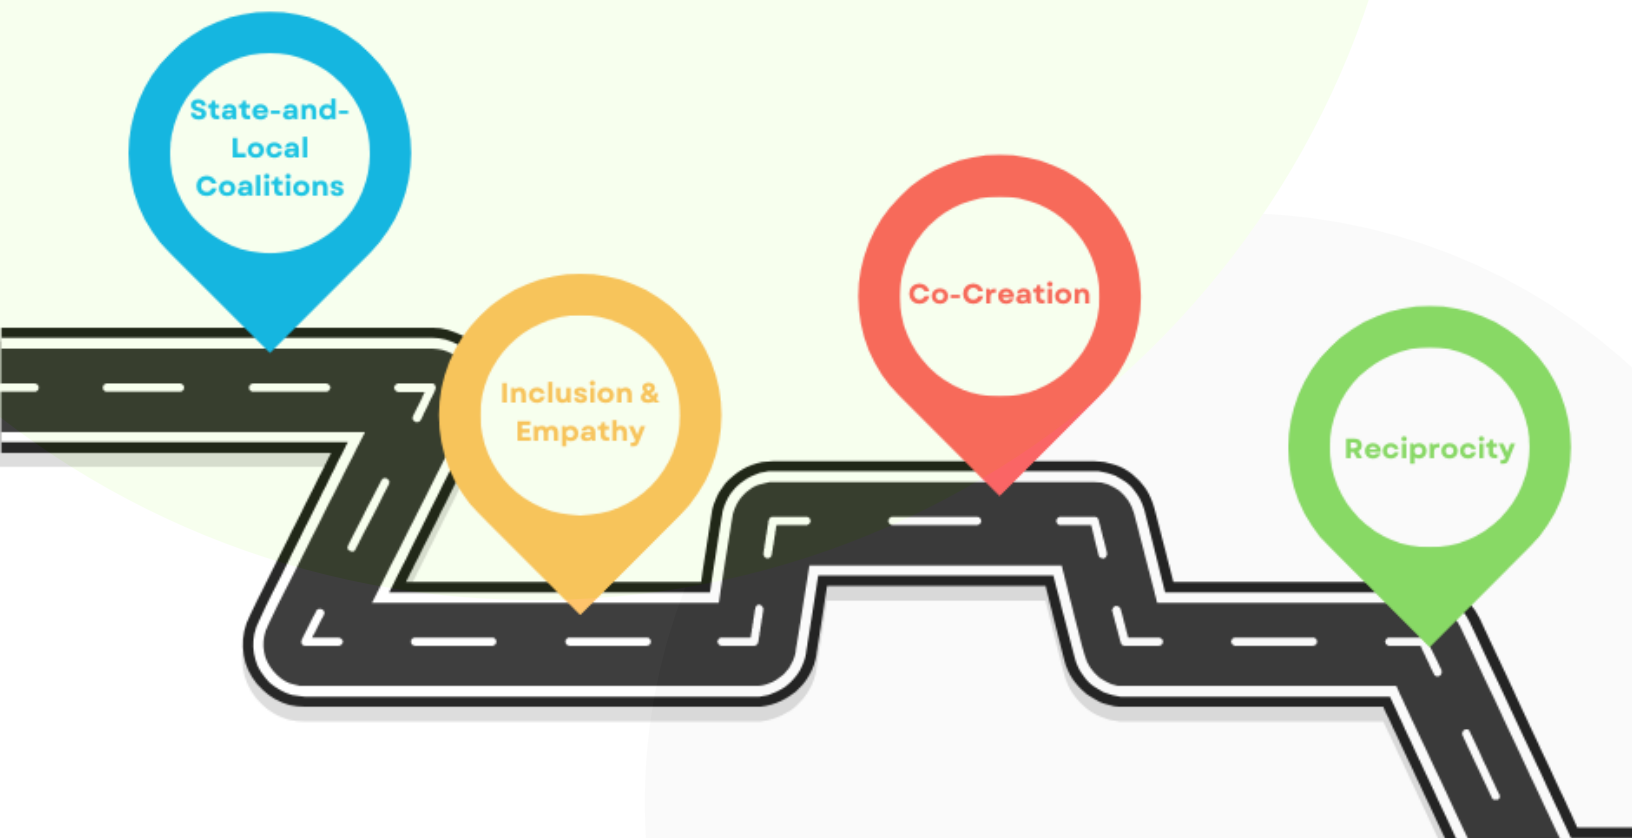 State-and-
Local
Coalitions
Inclusion &
Empathy
Co-Creation
Reciprocity